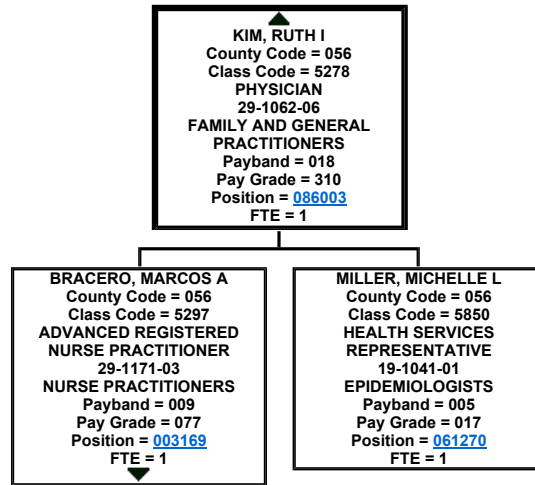 KIM, RUTH I
County Code = 056
Class Code = 5278
PHYSICIAN
29-1062-06
FAMILY AND GENERAL
PRACTITIONERS
Payband = 018
Pay Grade = 310
Position = 086003
FTE = 1
BRACERO, MARCOS A
County Code = 056
Class Code = 5297
ADVANCED REGISTERED
NURSE PRACTITIONER
29-1171-03
NURSE PRACTITIONERS
Payband = 009
Pay Grade = 077
Position = 003169
FTE = 1
MILLER, MICHELLE L
County Code = 056
Class Code = 5850
HEALTH SERVICES
REPRESENTATIVE
19-1041-01
EPIDEMIOLOGISTS
Payband = 005
Pay Grade = 017
Position = 061270
FTE = 1